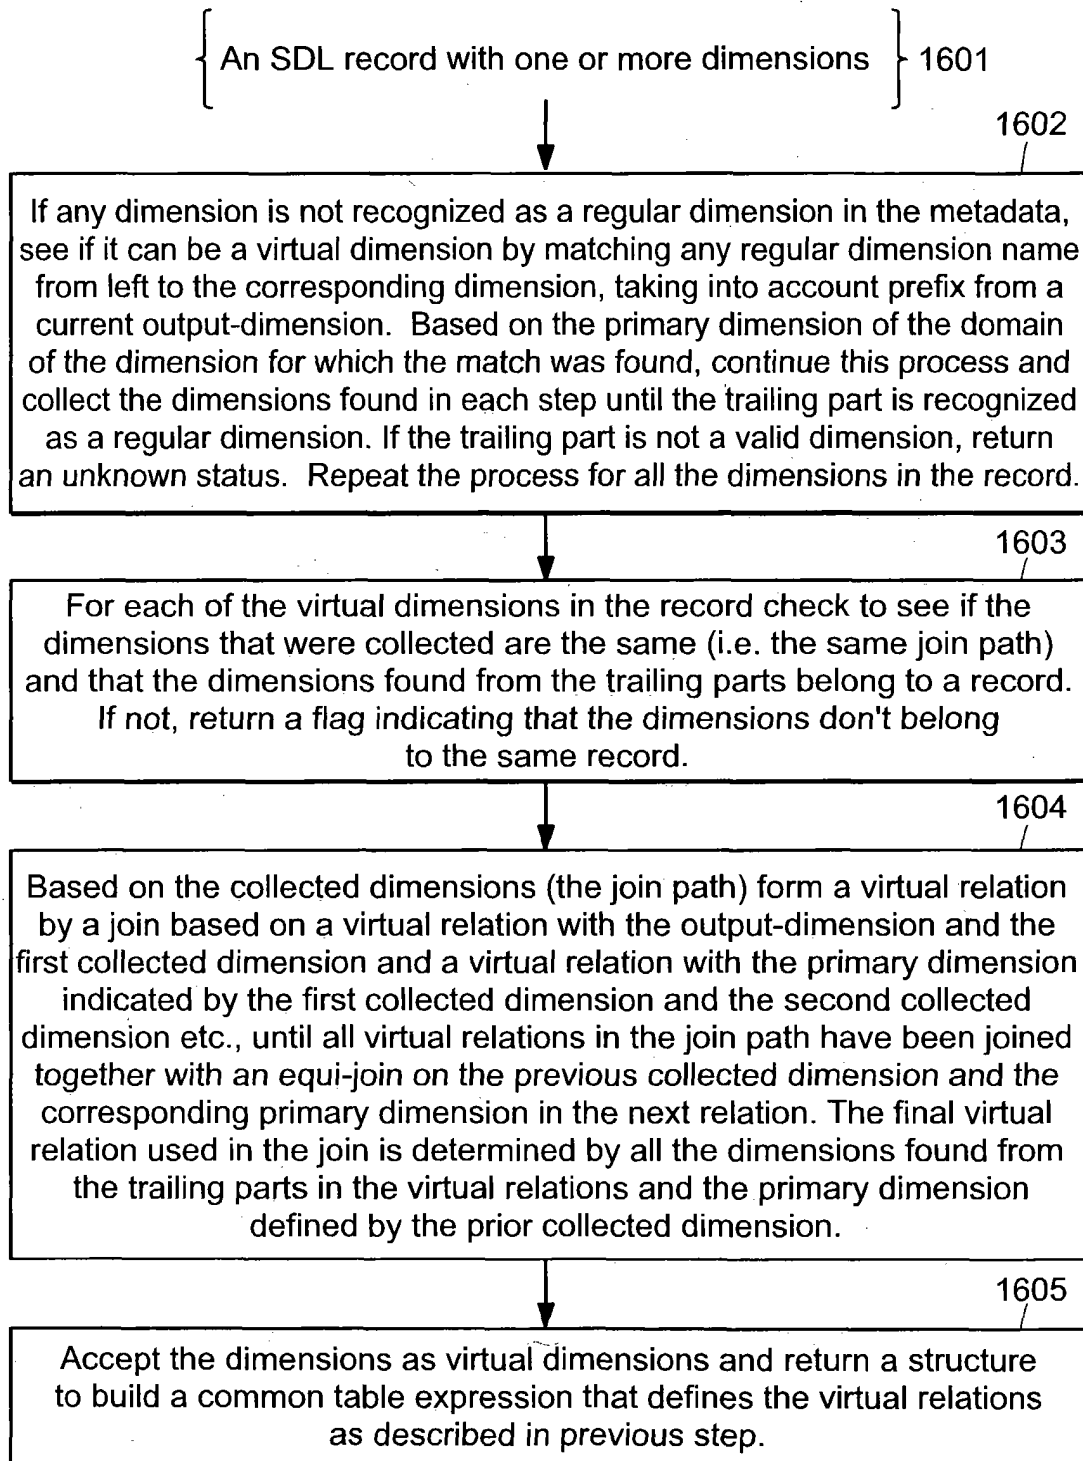 An SDL record with one or more dimensions 1601
1602
If any dimension is not recognized as a regular dimension in the metadata,
see if it can be a virtual dimension by matching any regular dimension name
from left to the corresponding dimension, taking into account prefix from a
current output-dimension. Based on the primary dimension of the domain
of the dimension for which the match was found, continue this process and
collect the dimensions found in each step until the trailing part is recognized
as a regular dimension. If the trailing part is not a valid dimension, return
an unknown status. Repeat the process for all the dimensions in the record.
1603
For each of the virtual dimensions in the record check to see if the
dimensions that were collected are the same (i.e. the same join path)
and that the dimensions found from the trailing parts belong to a record.
If not, return a flag indicating that the dimensions don't belong
to the same record.
1604
Based on the collected dimensions (the join path) form a virtual relation
by a join based on a virtual relation with the output-dimension and the
first collected dimension and a virtual relation with the primary dimension
indicated by the first collected dimension and the second collected
dimension etc., until all virtual relations in the join path have been joined
together with an equi-join on the previous collected dimension and the
corresponding primary dimension in the next relation. The final virtual
relation used in the join is determined by all the dimensions found from
the trailing parts in the virtual relations and the primary dimension
defined by the prior collected dimension.
1605
Accept the dimensions as virtual dimensions and return a structure
to build a common table expression that defines the virtual relations
as described in previous step.